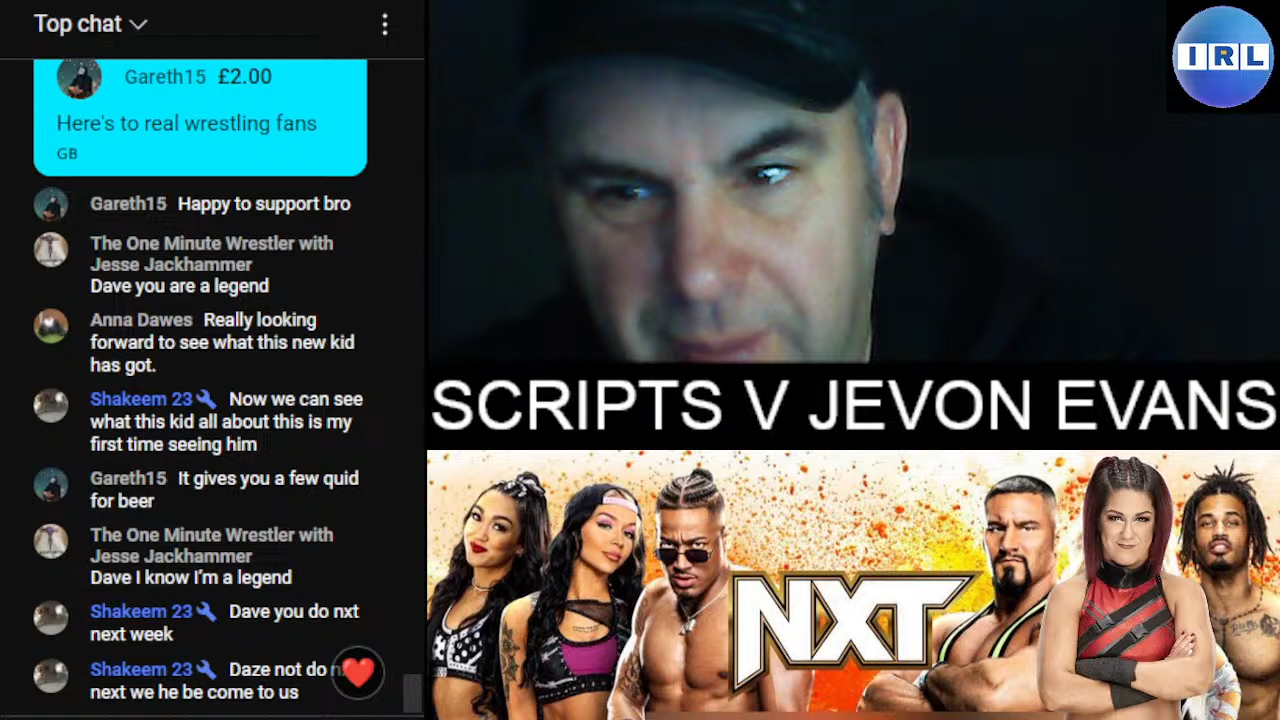 Top chat
Gareth15 £2.00
Here's to real wrestling fans
GB
Gareth15 Happy to support bro
The One Minute Wrestler with
Jesse Jackhammer
Dave you are a legend
Anna Dawes Really looking
forward to see what this new kid
has got.
Shakeem 23 Now we can see
what this kid all about this is my
first time seeing him
Gareth15 It gives you a few quid
for beer
The One Minute Wrestler with
Jesse Jackhammer
Dave I know I'm a legend
Shakeem 23 Dave you do nxt
next week
Shakeem 23 Daze not do
next we he be come to us
IRL
SCRIPTS V JEVON EVANS
NXT